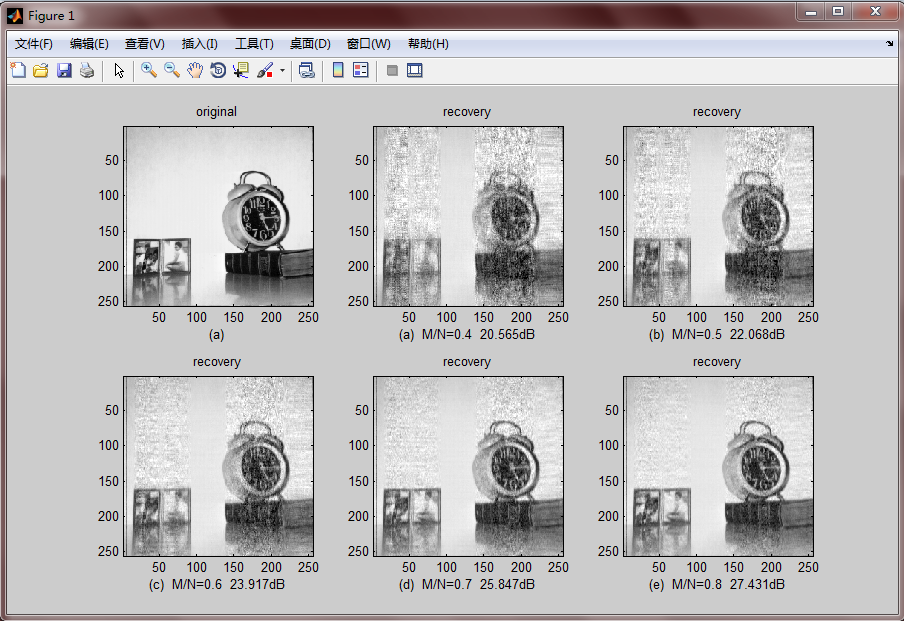 Figure 1
文件(F) 编辑(E) 查看(V) 插入(I) 工具(T) 桌面(D) 窗口(W) 帮助(H)
original
50
100
150
200
250
50 100 150 200 250
(a)
recovery
50
100
150
200
250
50 100 150 200 250
(a) M/N=0.4 20.565dB
recovery
50
100
150
200
250
50 100 150 200 250
(b) M/N=0.5 22.068dB
recovery
50
100
150
200
250
50 100 150 200 250
(c) M/N=0.6 23.917dB
recovery
50
100
150
200
250
50 100 150 200 250
(d) M/N=0.7 25.847dB
recovery
50
100
150
200
250
50 100 150 200 250
(e) M/N=0.8 27.431dB